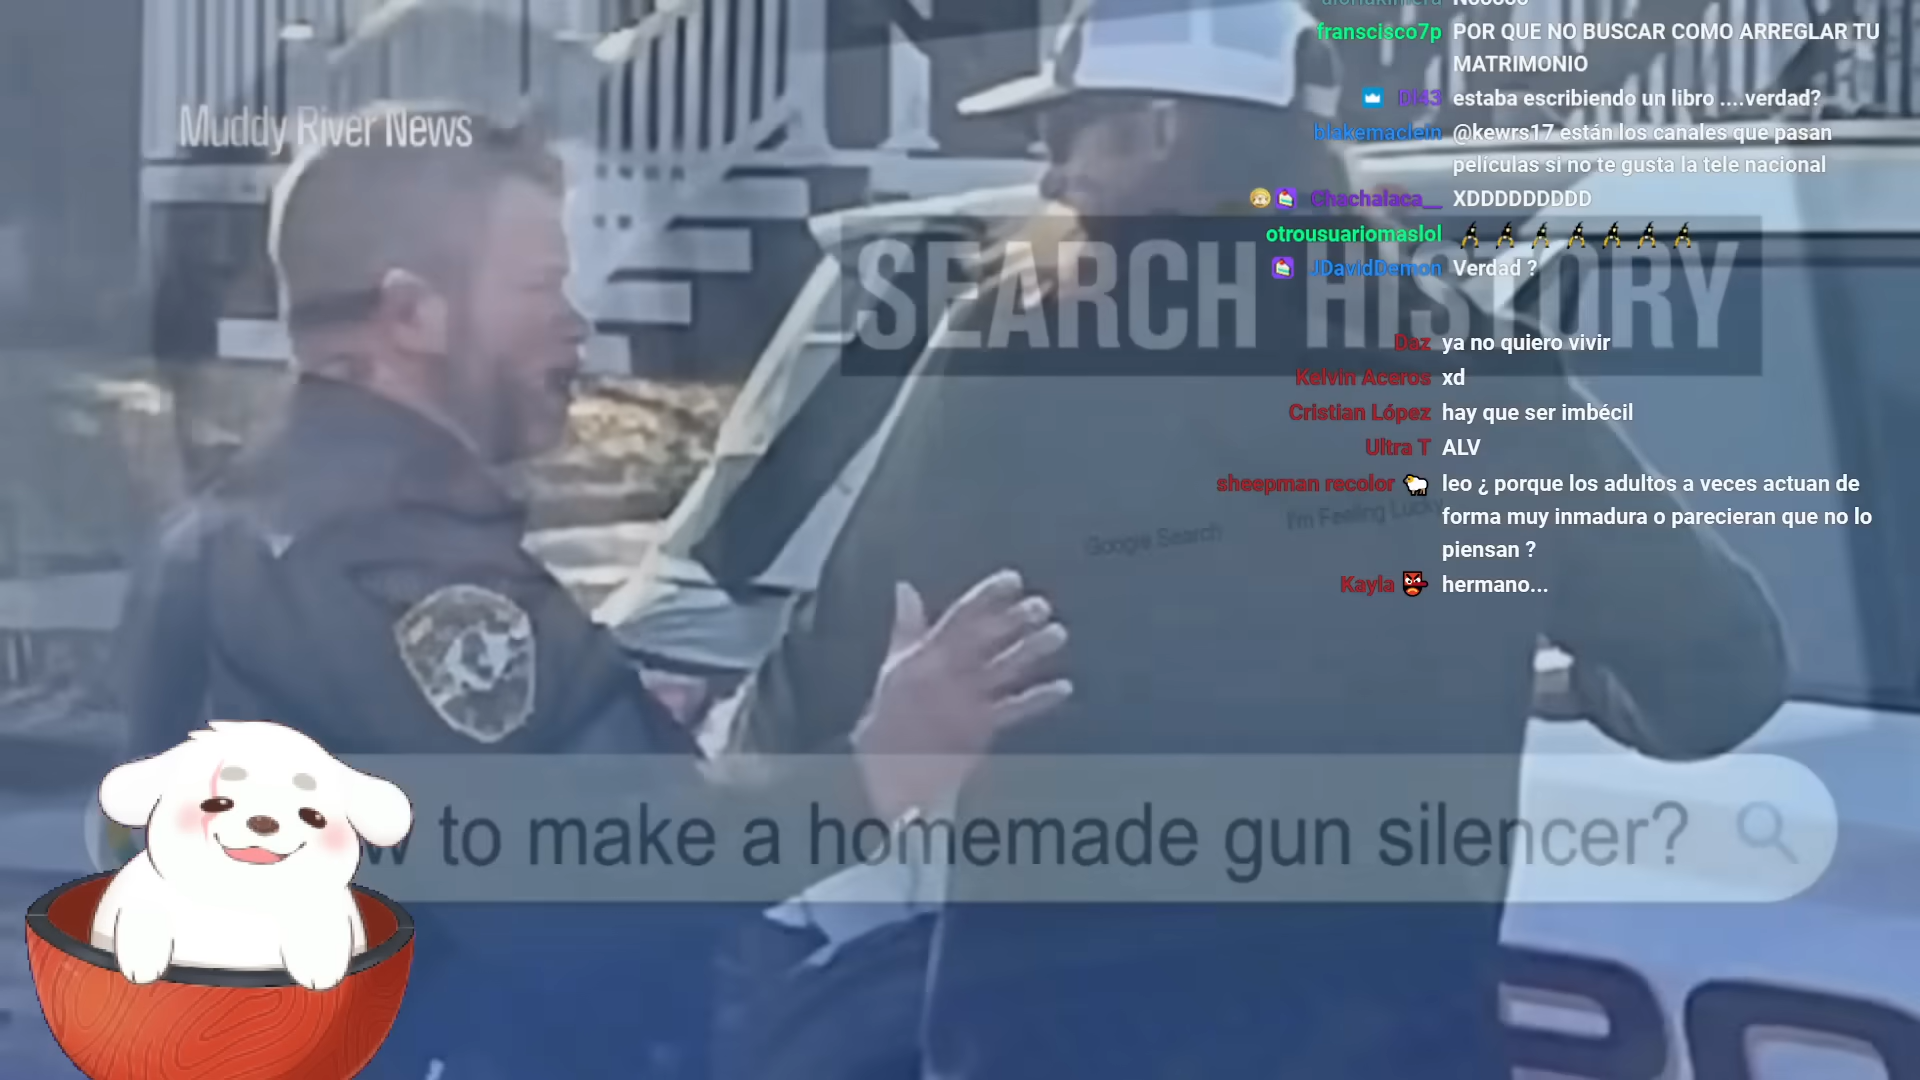 Nooooo
franscisco7p POR QUE NO BUSCAR COMO ARREGLAR TU
MATRIMONIO
Di43 estaba escribiendo un libro ....verdad?
blakemaclein @kewrs17 están los canales que pasan
películas si no te gusta la tele nacional
Chachalaca__ XDDDDDDDDD
otrousuariomaslol
JDavidDemon Verdad ?
Muddy River News
SEARCH HISTORY
Daz ya no quiero vivir
Kelvin Aceros xd
Cristian López hay que ser imbécil
Ultra T ALV
sheepman recolor leo ¿ porque los adultos a veces actuan de
forma muy inmadura o parecieran que no lo
piensan ?
Kayla hermano...
Google Search I'm Feeling Lucky
to make a homemade gun silencer?